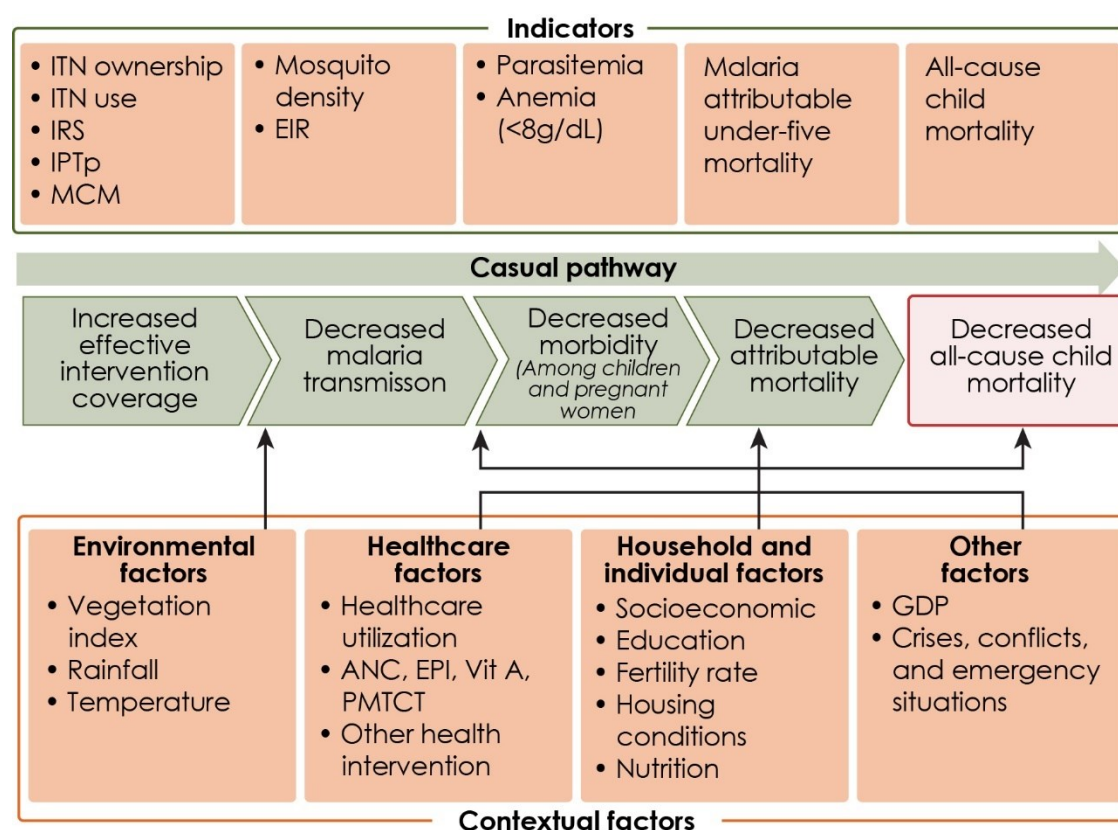 Indicators
• ITN ownership
• ITN use
• IRS
• IPTp
• MCM
• Mosquito
density
• EIR
• Parasitemia
• Anemia
(<8g/dL)
Malaria
attributable
under-five
mortality
All-cause
child
mortality
Casual pathway
Increased
effective
intervention
coverage
Decreased
malaria
transmisson
Decreased
morbidity
(Among children
and pregnant
women
Decreased
attributable
mortality
Decreased
all-cause child
mortality
Environmental
factors
• Vegetation
index
• Rainfall
• Temperature
Healthcare
factors
• Healthcare
utilization
• ANC, EPI, Vit A,
PMTCT
• Other health
intervention
Household and
individual factors
• Socioeconomic
• Education
• Fertility rate
• Housing
conditions
• Nutrition
Other
factors
• GDP
• Crises, conflicts,
and emergency
situations
Contextual factors